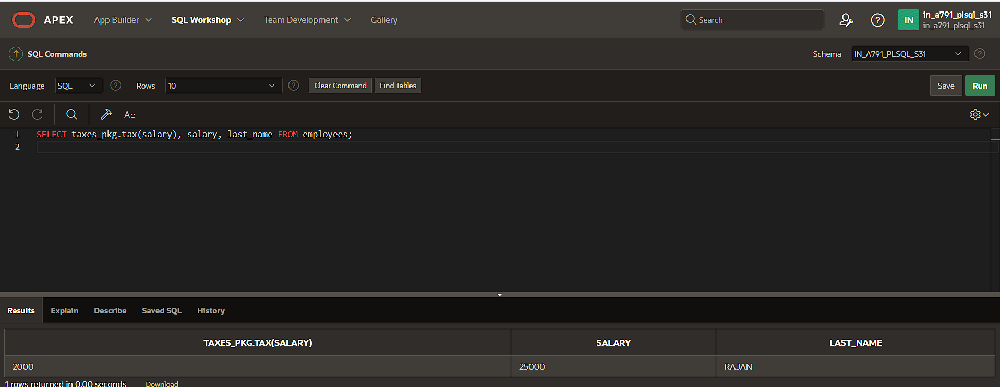 APEX App Builder SQL Workshop Team Development Gallery Search IN in_a791_plsql_s31
in_a791_plsql_s31
SQL Commands Schema IN_A791_PLSQL_S31
Language SQL Rows 10 Clear Command Find Tables Save Run
A::
1 SELECT taxes_pkg.tax(salary), salary, last_name FROM employees;
2
Results Explain Describe Saved SQL History
TAXES_PKG.TAX(SALARY) SALARY LAST_NAME
2000 25000 RAJAN
1 rows returned in 0.00 seconds Download